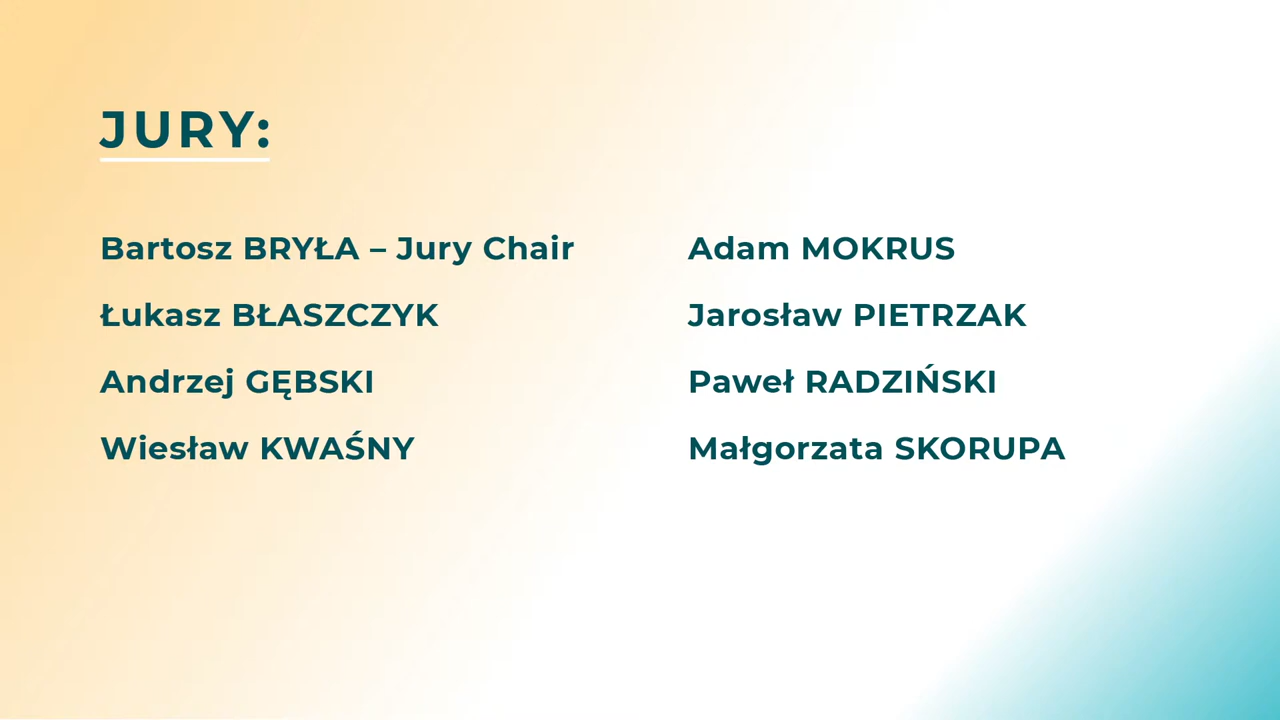 JURY:
Bartosz BRYŁA – Jury Chair
Łukasz BŁASZCZYK
Andrzej GĘBSKI
Wiesław KWAŚNY
Adam MOKRUS
Jarosław PIETRZAK
Paweł RADZIŃSKI
Małgorzata SKORUPA